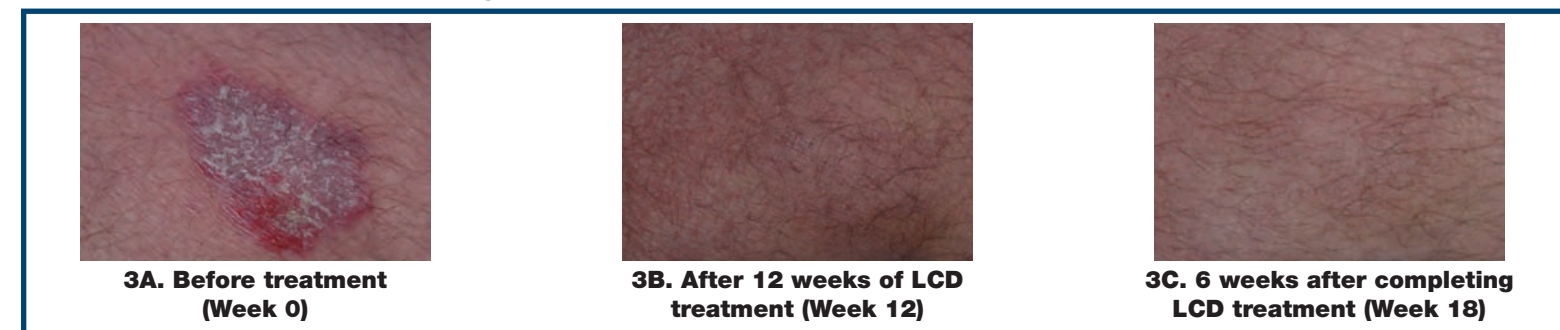 3A. Before treatment
(Week 0)
3B. After 12 weeks of LCD
treatment (Week 12)
3C. 6 weeks after completing
LCD treatment (Week 18)